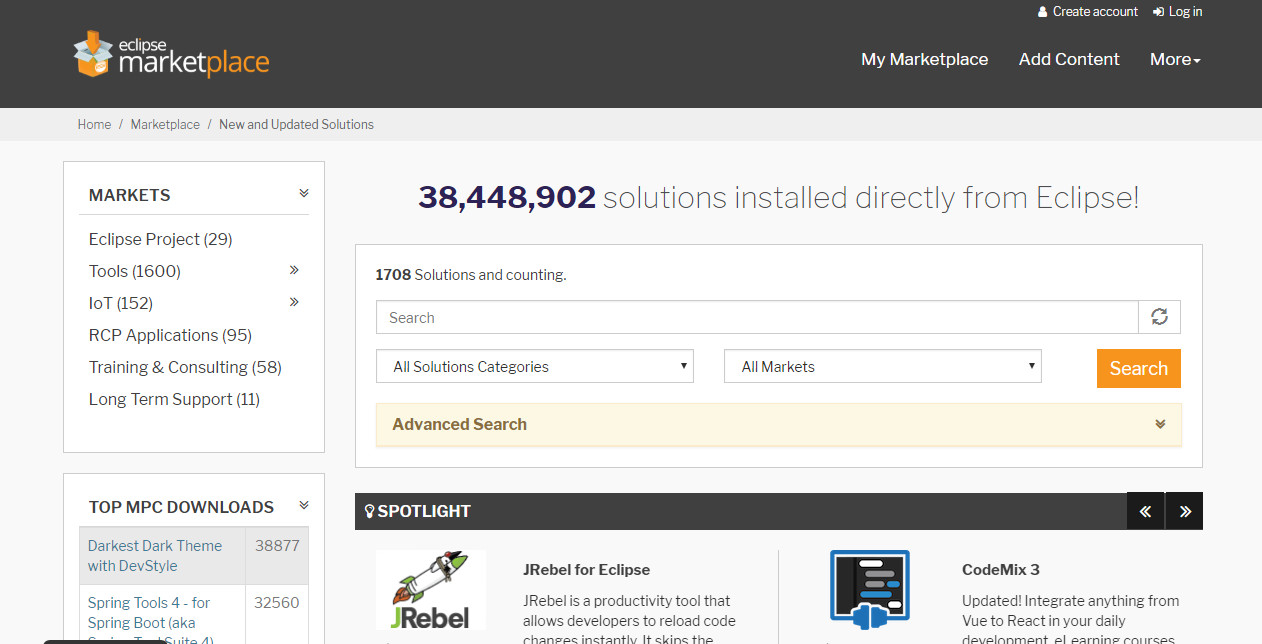 Create account Log in
eclipse
marketplace
My Marketplace Add Content More
Home / Marketplace / New and Updated Solutions
MARKETS
Eclipse Project (29)
Tools (1600)
IoT (152)
RCP Applications (95)
Training & Consulting (58)
Long Term Support (11)
TOP MPC DOWNLOADS
Darkest Dark Theme 38877
with DevStyle
Spring Tools 4 - for 32560
Spring Boot (aka
Spring Tool Suite 4)
38,448,902 solutions installed directly from Eclipse!
1708 Solutions and counting.
Search
All Solutions Categories All Markets Search
Advanced Search
SPOTLIGHT
JRebel
JRebel for Eclipse
JRebel is a productivity tool that
allows developers to reload code
changes instantly. It skips the
CodeMix 3
Updated! Integrate anything from
Vue to React in your daily
development, eLearning courses